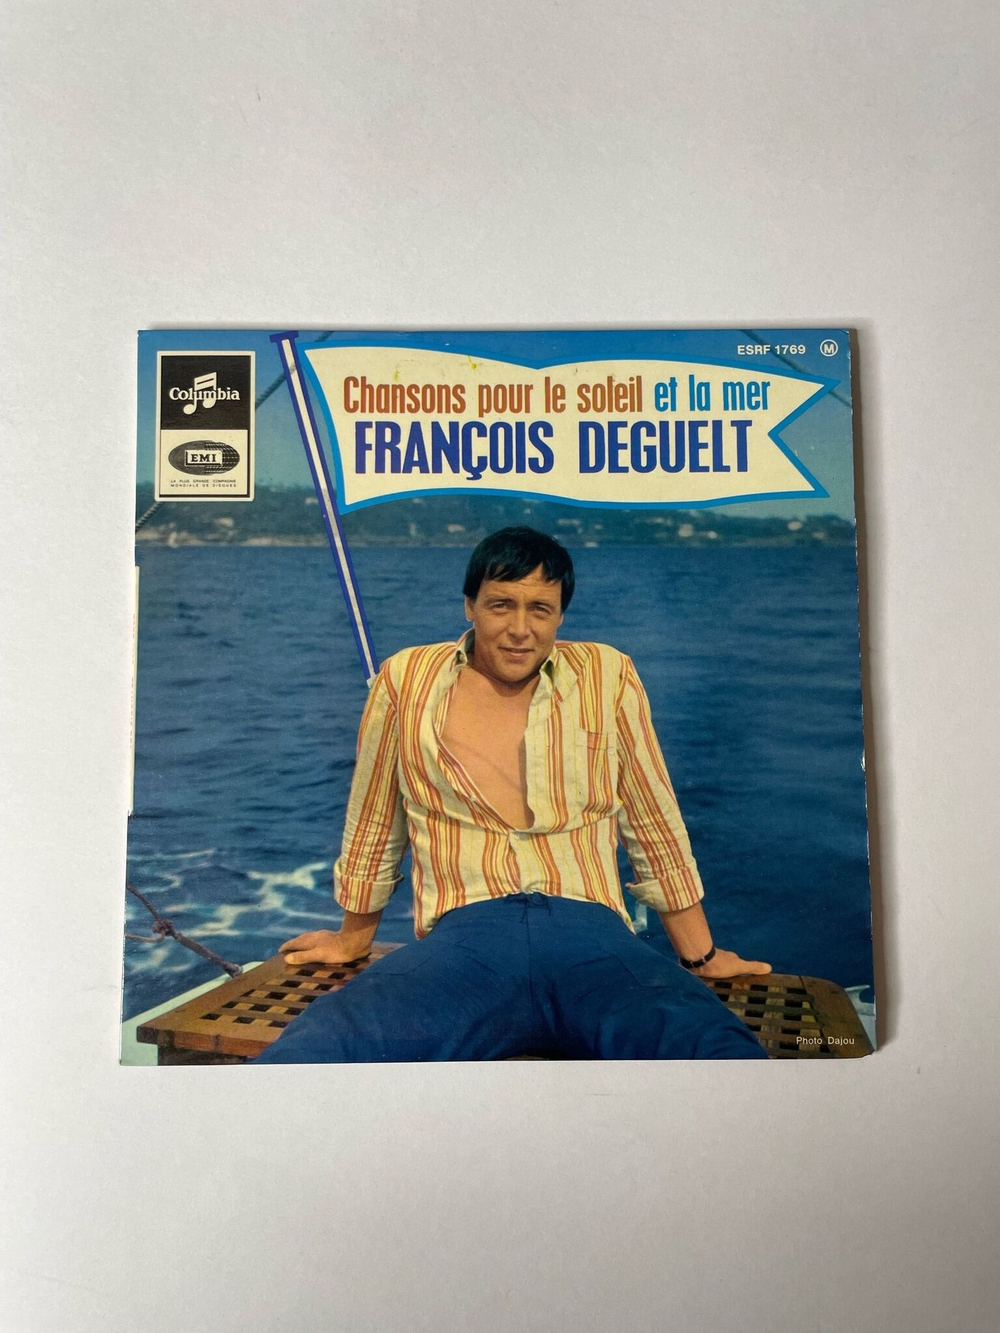 ESRF 1769 M
Columbia
EMI
LA PLUS GRANDE COMPAGNIE
MONDIALE DE DISQUES
Chansons pour le soleil et la mer
FRANÇOIS DEGUELT
Photo Dajou